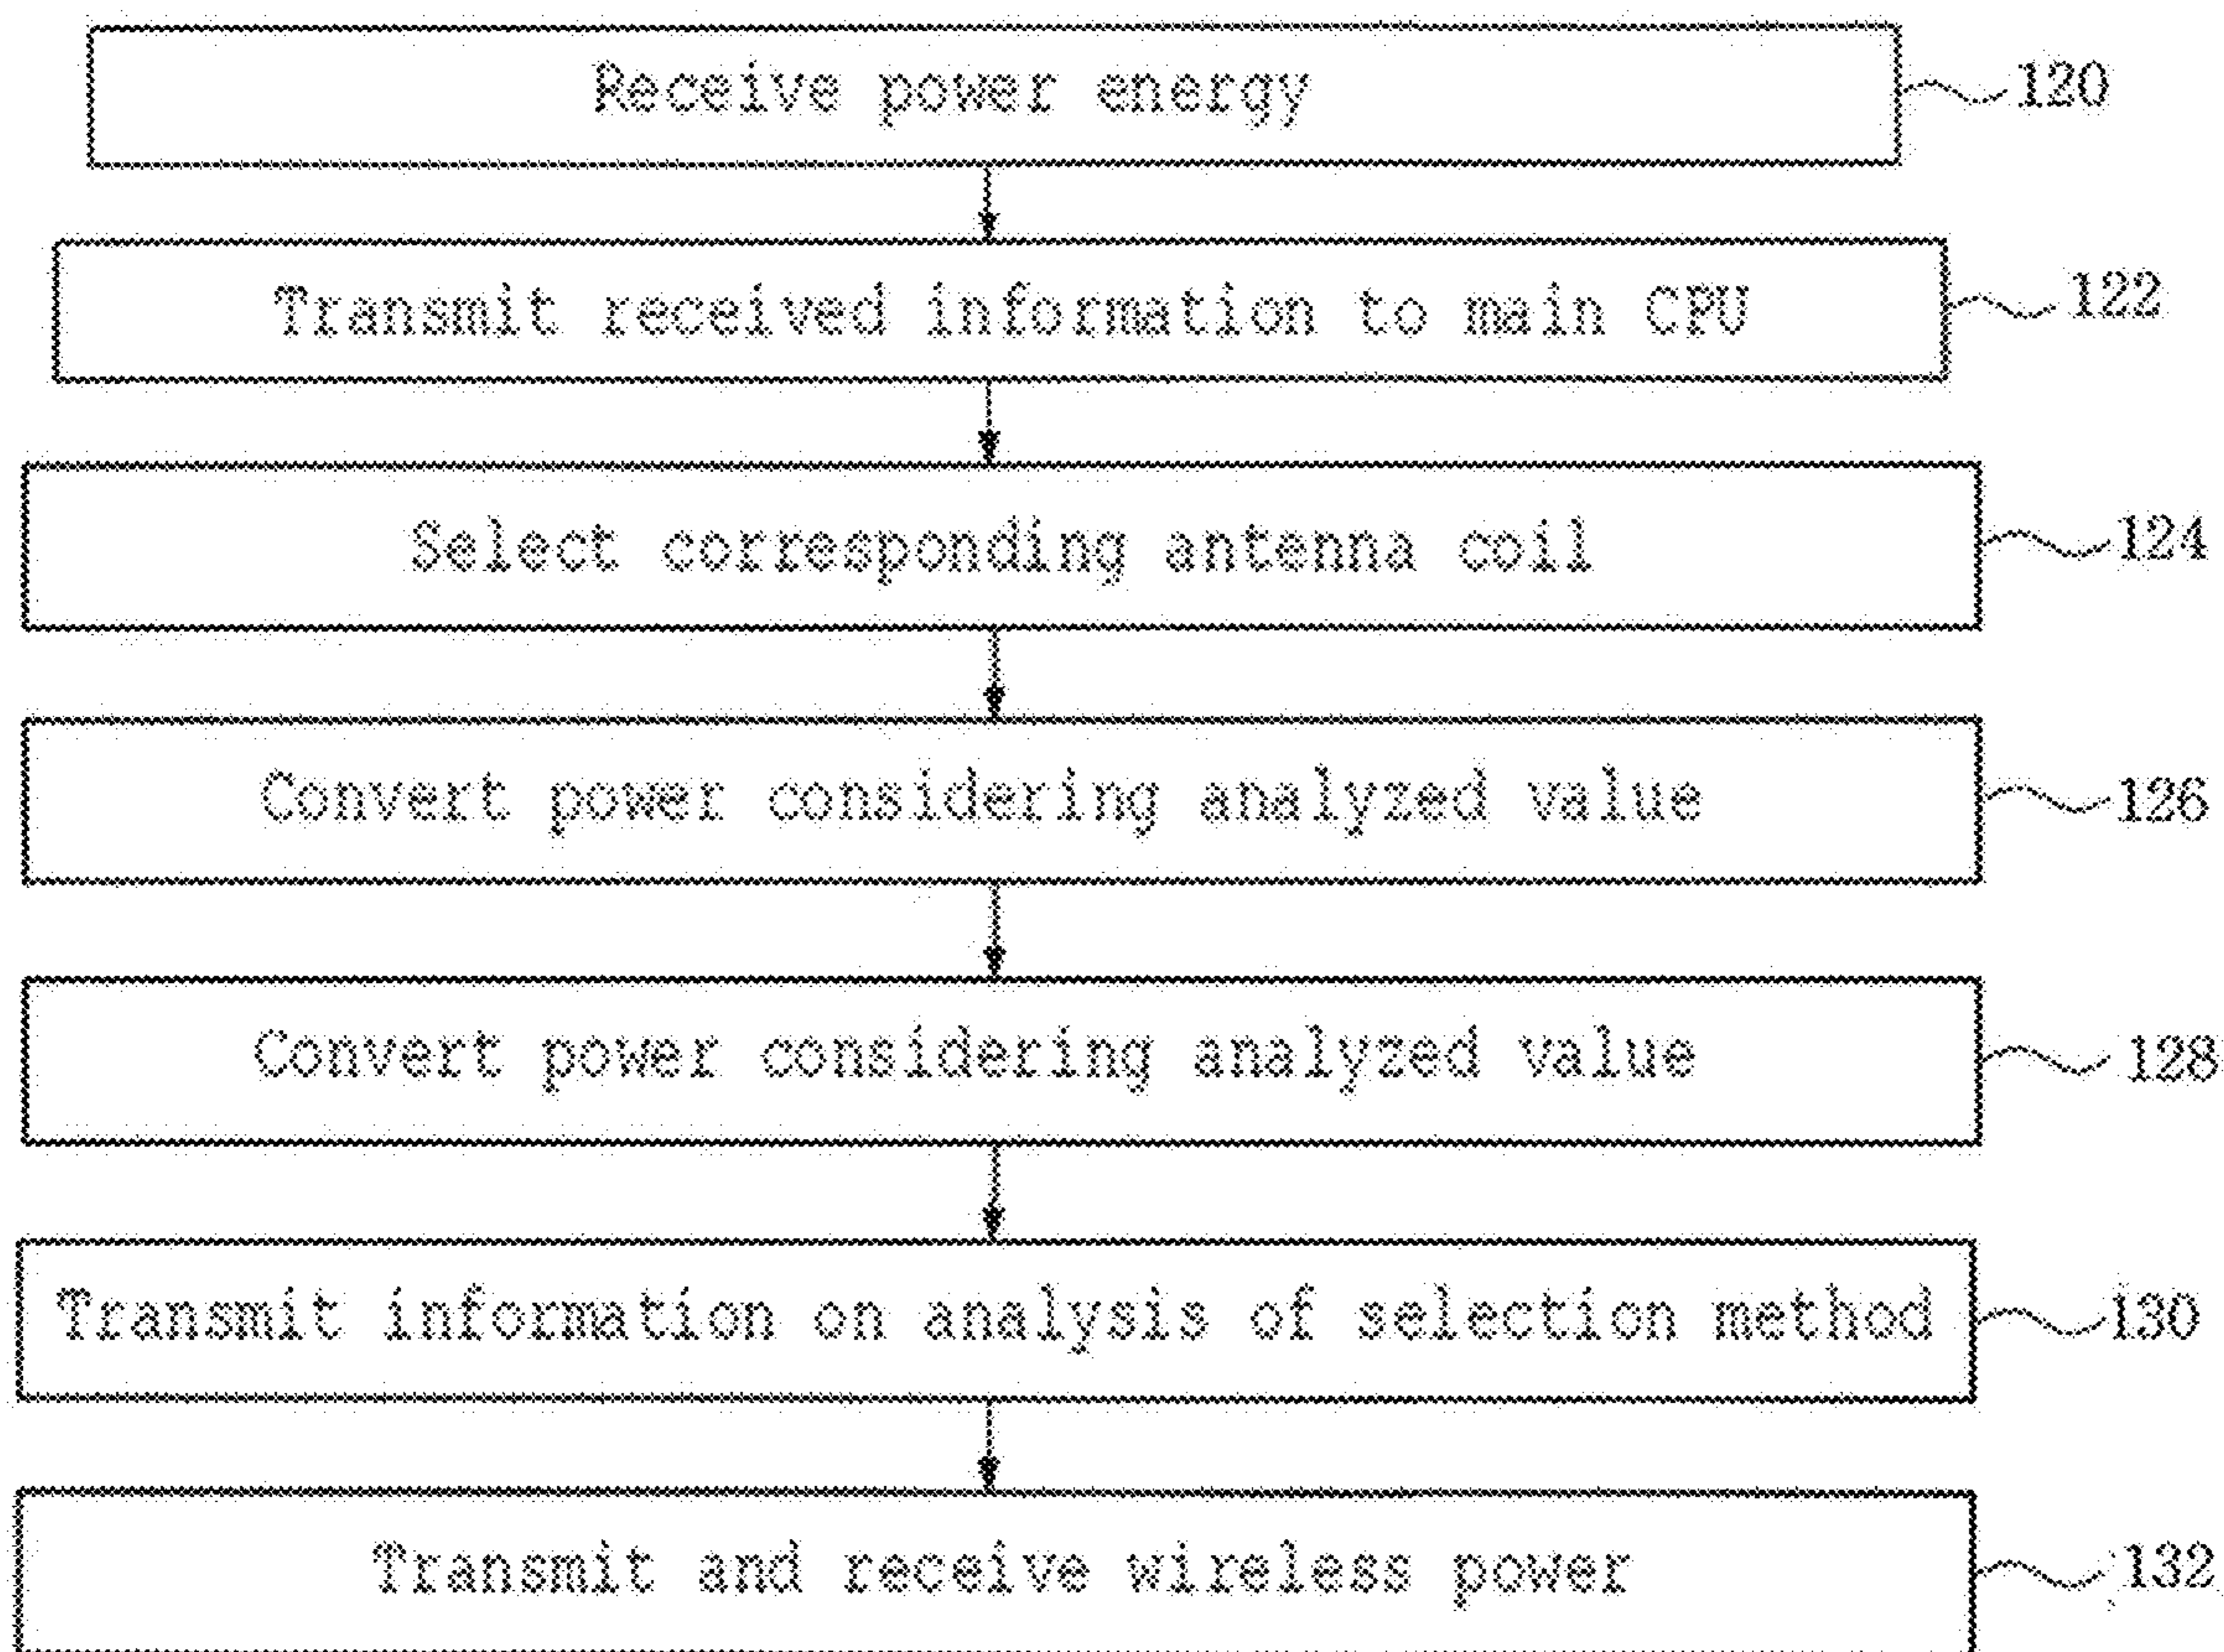 Receive power energy 120
Transmit received information to main CPU 122
Select corresponding antenna coil 124
Convert power considering analyzed value 126
Convert power considering analyzed value 128
Transmit information on analysis of selection method 130
Transmit and receive wireless power 132